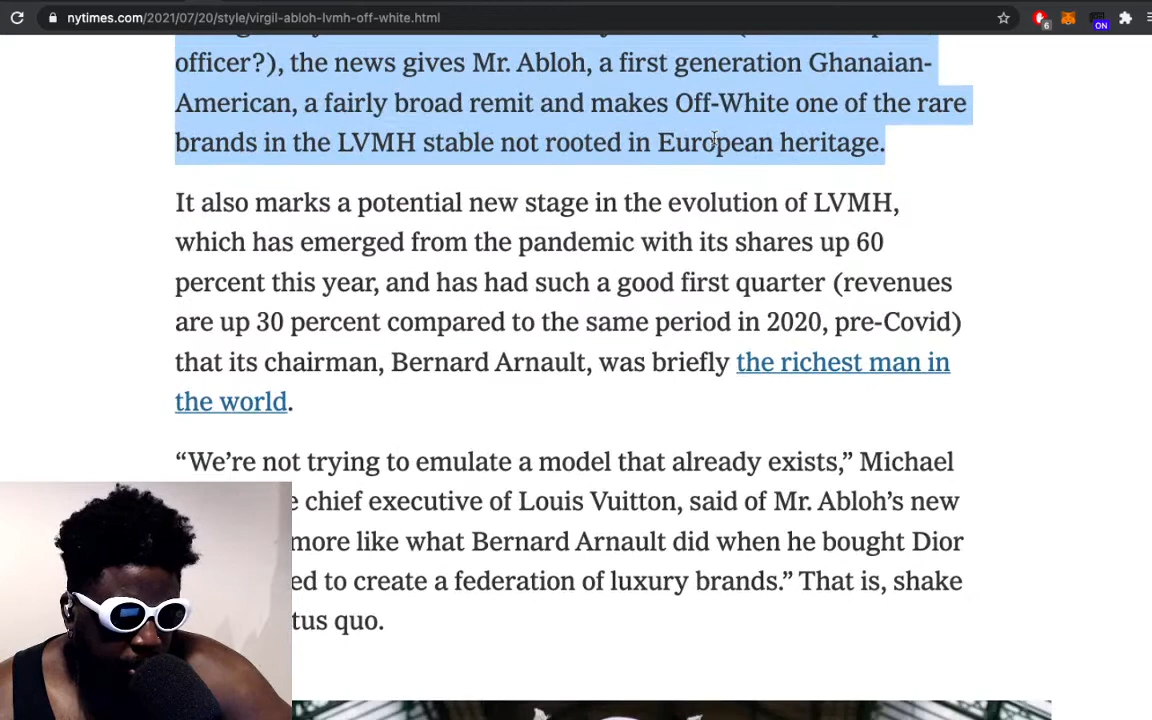 nytimes.com/2021/07/20/style/virgil-abloh-lvmh-off-white.html
6
ON
officer?), the news gives Mr. Abloh, a first generation Ghanaian-
American, a fairly broad remit and makes Off-White one of the rare
brands in the LVMH stable not rooted in European heritage.
It also marks a potential new stage in the evolution of LVMH,
which has emerged from the pandemic with its shares up 60
percent this year, and has had such a good first quarter (revenues
are up 30 percent compared to the same period in 2020, pre-Covid)
that its chairman, Bernard Arnault, was briefly the richest man in
the world.
“We’re not trying to emulate a model that already exists,” Michael
chief executive of Louis Vuitton, said of Mr. Abloh’s new
more like what Bernard Arnault did when he bought Dior
to create a federation of luxury brands.” That is, shake
quo.